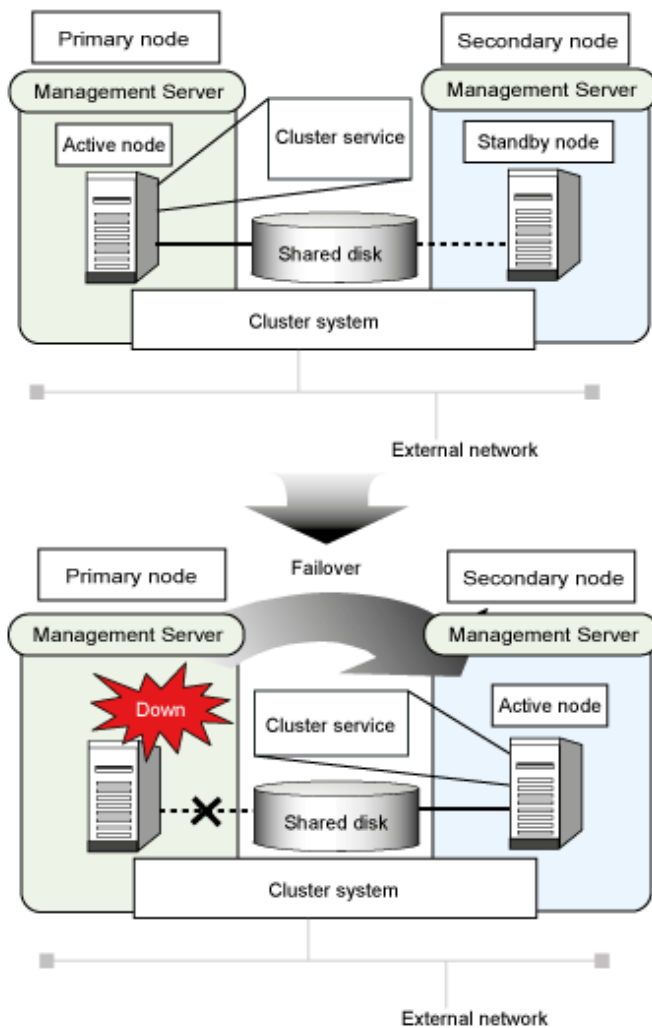 Primary node
Secondary node
Management Server
Management Server
Active node
Cluster service
Standby node
Shared disk
Cluster system
External network
Failover
Primary node
Secondary node
Management Server
Management Server
Down
Cluster service
Active node
Shared disk
Cluster system
External network